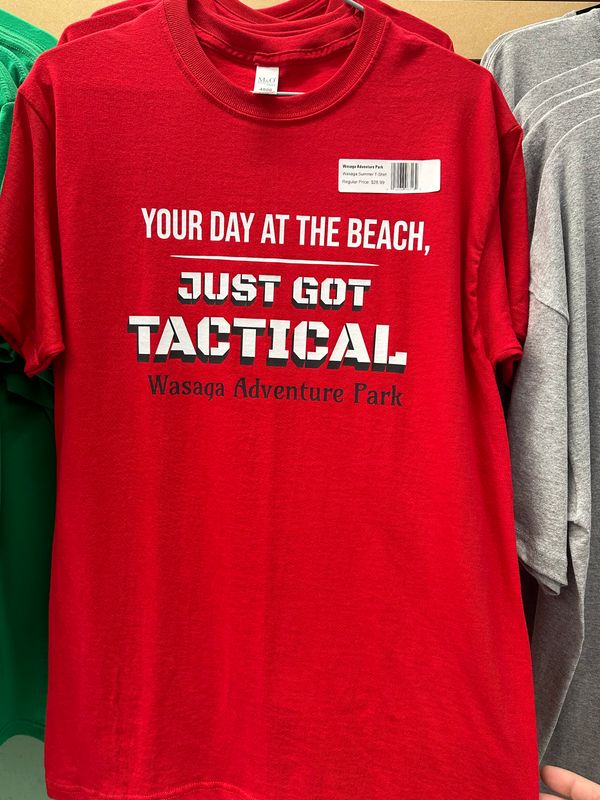 M&O
4800
Wasaga Adventure Park
Wasaga Summer T-Shirt
Regular Price: $28.99
YOUR DAY AT THE BEACH,
JUST GOT
TACTICAL
Wasaga Adventure Park